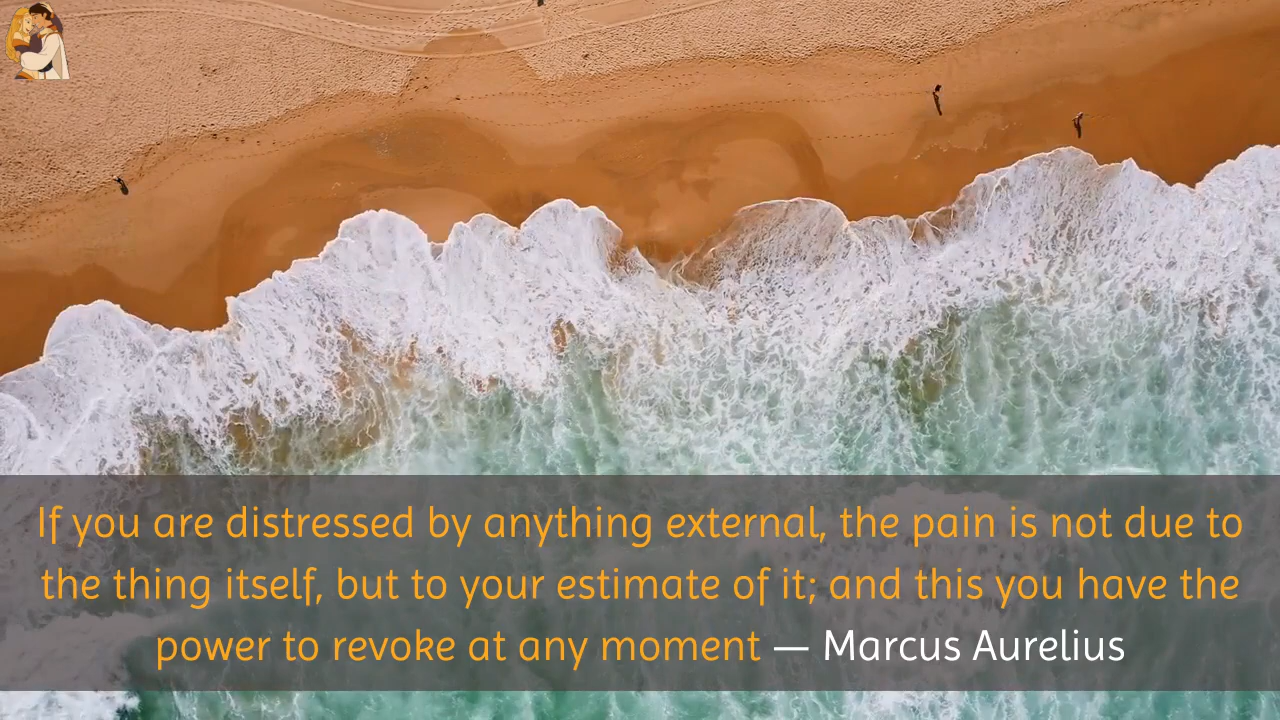 If you are distressed by anything external, the pain is not due to
the thing itself, but to your estimate of it; and this you have the
power to revoke at any moment — Marcus Aurelius